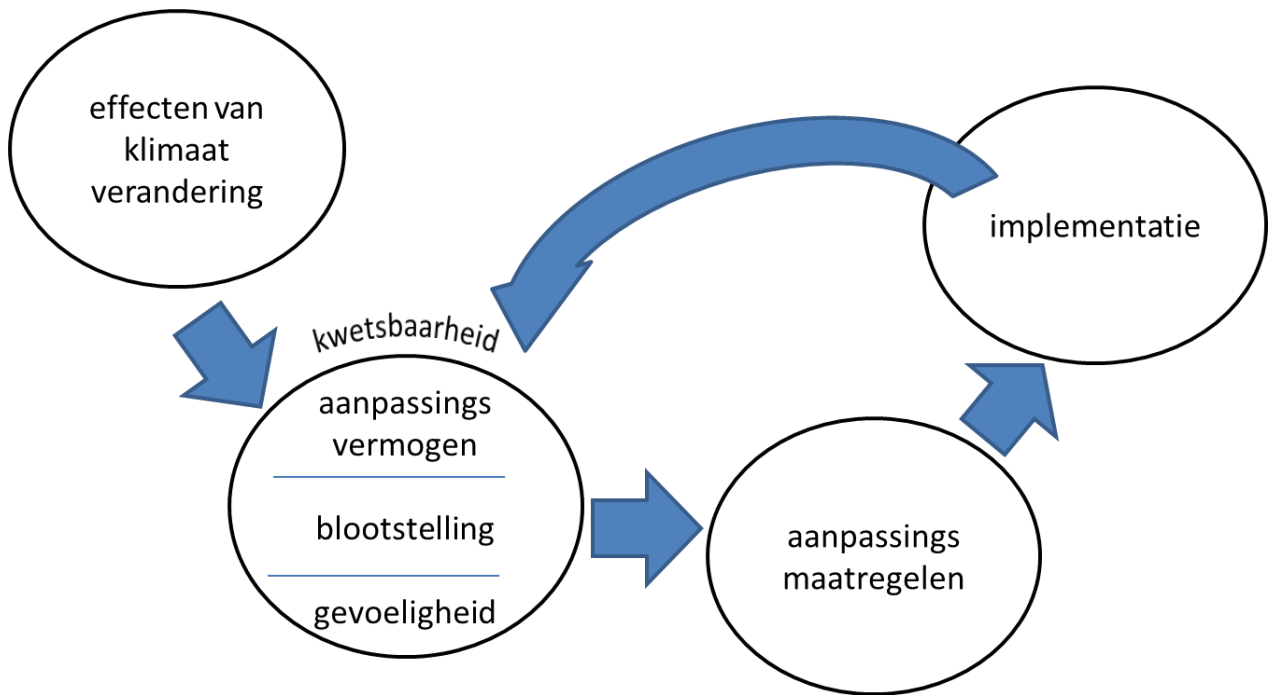 effecten van
klimaat
verandering
kwetsbaarheid
aanpassings
vermogen
blootstelling
gevoeligheid
aanpassings
maatregelen
implementatie